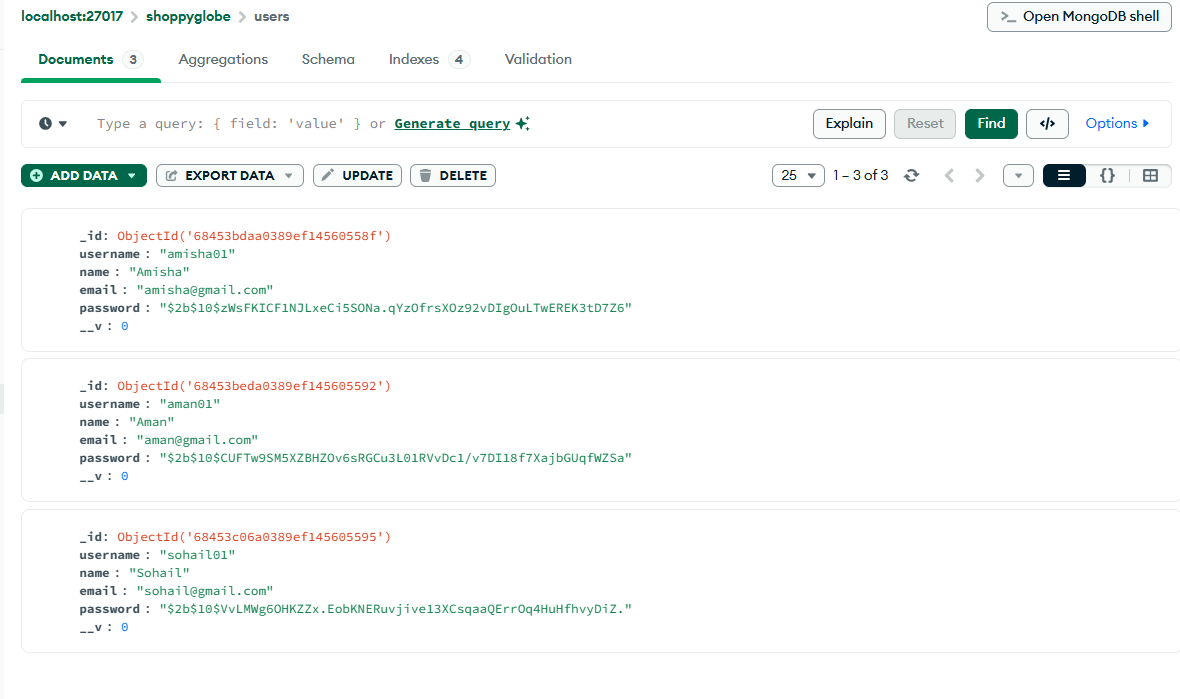 localhost:27017 > shoppyglobe > users
>_ Open MongoDB shell
Documents 3 Aggregations Schema Indexes 4 Validation
Type a query: { field: 'value' } or Generate query
Explain Reset Find </> Options
ADD DATA EXPORT DATA UPDATE DELETE
25 1 – 3 of 3 {}
_id: ObjectId('68453bdaa0389ef14560558f')
username : "amisha01"
name : "Amisha"
email : "amisha@gmail.com"
password : "$2b$10$zWsFKICF1NJLxeCi5SONa.qYzOfrsXOz92vDIgOuLTwEREK3tD7Z6"
__v : 0
_id: ObjectId('68453beda0389ef145605592')
username : "aman01"
name : "Aman"
email : "aman@gmail.com"
password : "$2b$10$CUFTw9SM5XZBHZOv6sRGCu3L01RVvDc1/v7DI18f7XajbGUqfWZSa"
__v : 0
_id: ObjectId('68453c06a0389ef145605595')
username : "sohail01"
name : "Sohail"
email : "sohail@gmail.com"
password : "$2b$10$VvLMWg6OHKZZx.EobKNERuvjive13XCsqaaQErrOq4HuHfhvyDiZ."
__v : 0